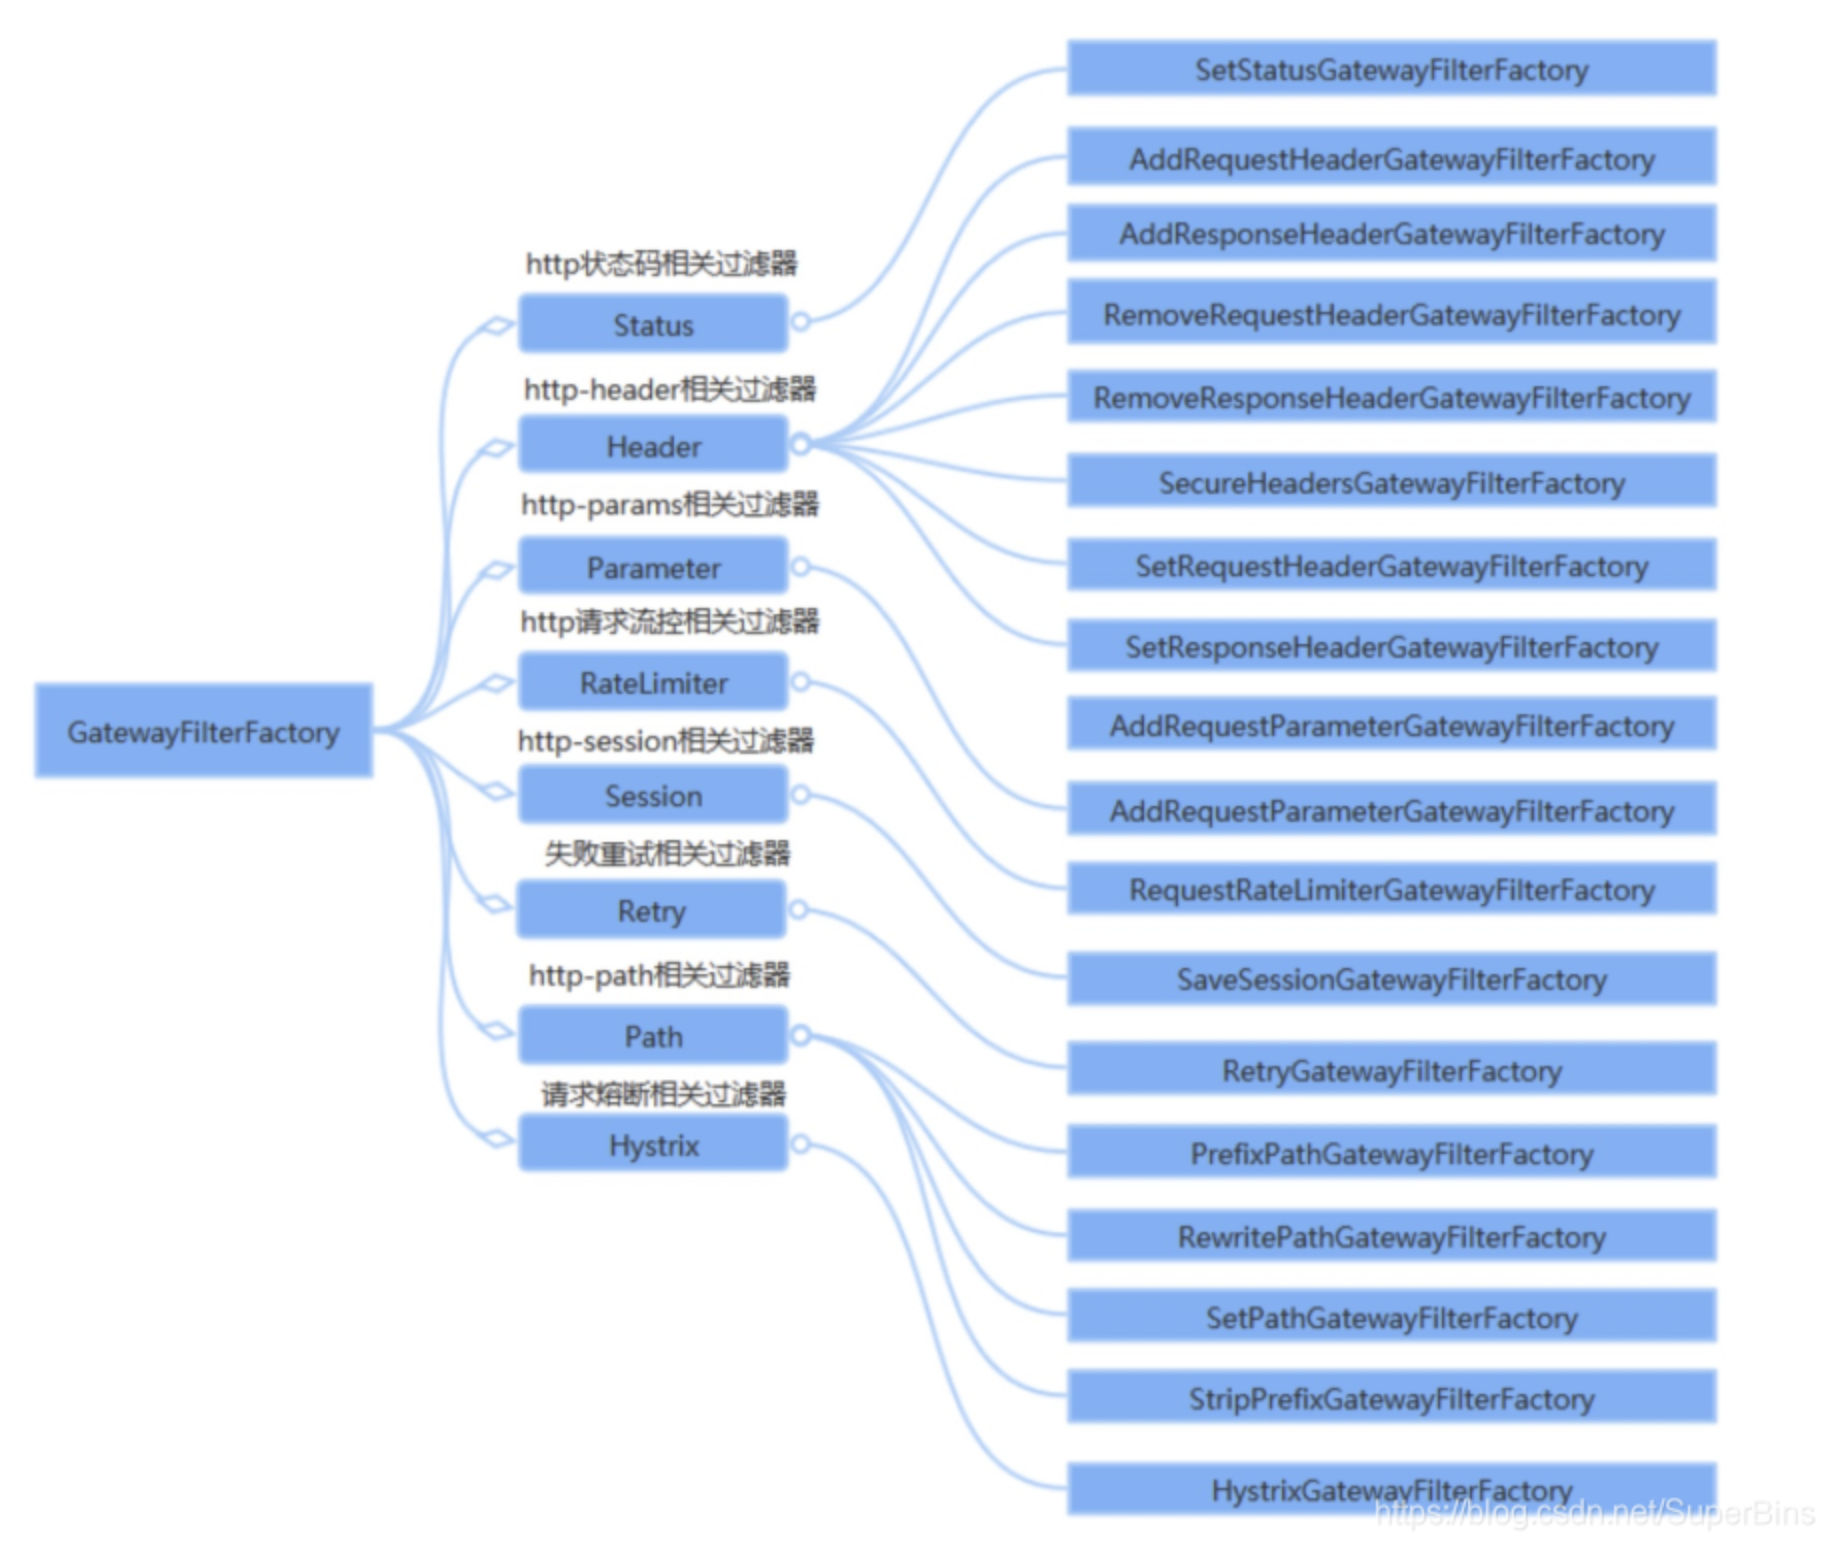 GatewayFilterFactory
http状态码相关过滤器
Status
http-header相关过滤器
Header
http-params相关过滤器
Parameter
http请求流控相关过滤器
RateLimiter
http-session相关过滤器
Session
失败重试相关过滤器
Retry
http-path相关过滤器
Path
请求熔断相关过滤器
Hystrix
SetStatusGatewayFilterFactory
AddRequestHeaderGatewayFilterFactory
AddResponseHeaderGatewayFilterFactory
RemoveRequestHeaderGatewayFilterFactory
RemoveResponseHeaderGatewayFilterFactory
SecureHeadersGatewayFilterFactory
SetRequestHeaderGatewayFilterFactory
SetResponseHeaderGatewayFilterFactory
AddRequestParameterGatewayFilterFactory
AddRequestParameterGatewayFilterFactory
RequestRateLimiterGatewayFilterFactory
SaveSessionGatewayFilterFactory
RetryGatewayFilterFactory
PrefixPathGatewayFilterFactory
RewritePathGatewayFilterFactory
SetPathGatewayFilterFactory
StripPrefixGatewayFilterFactory
HystrixGatewayFilterFactory
https://blog.csdn.net/SuperBins